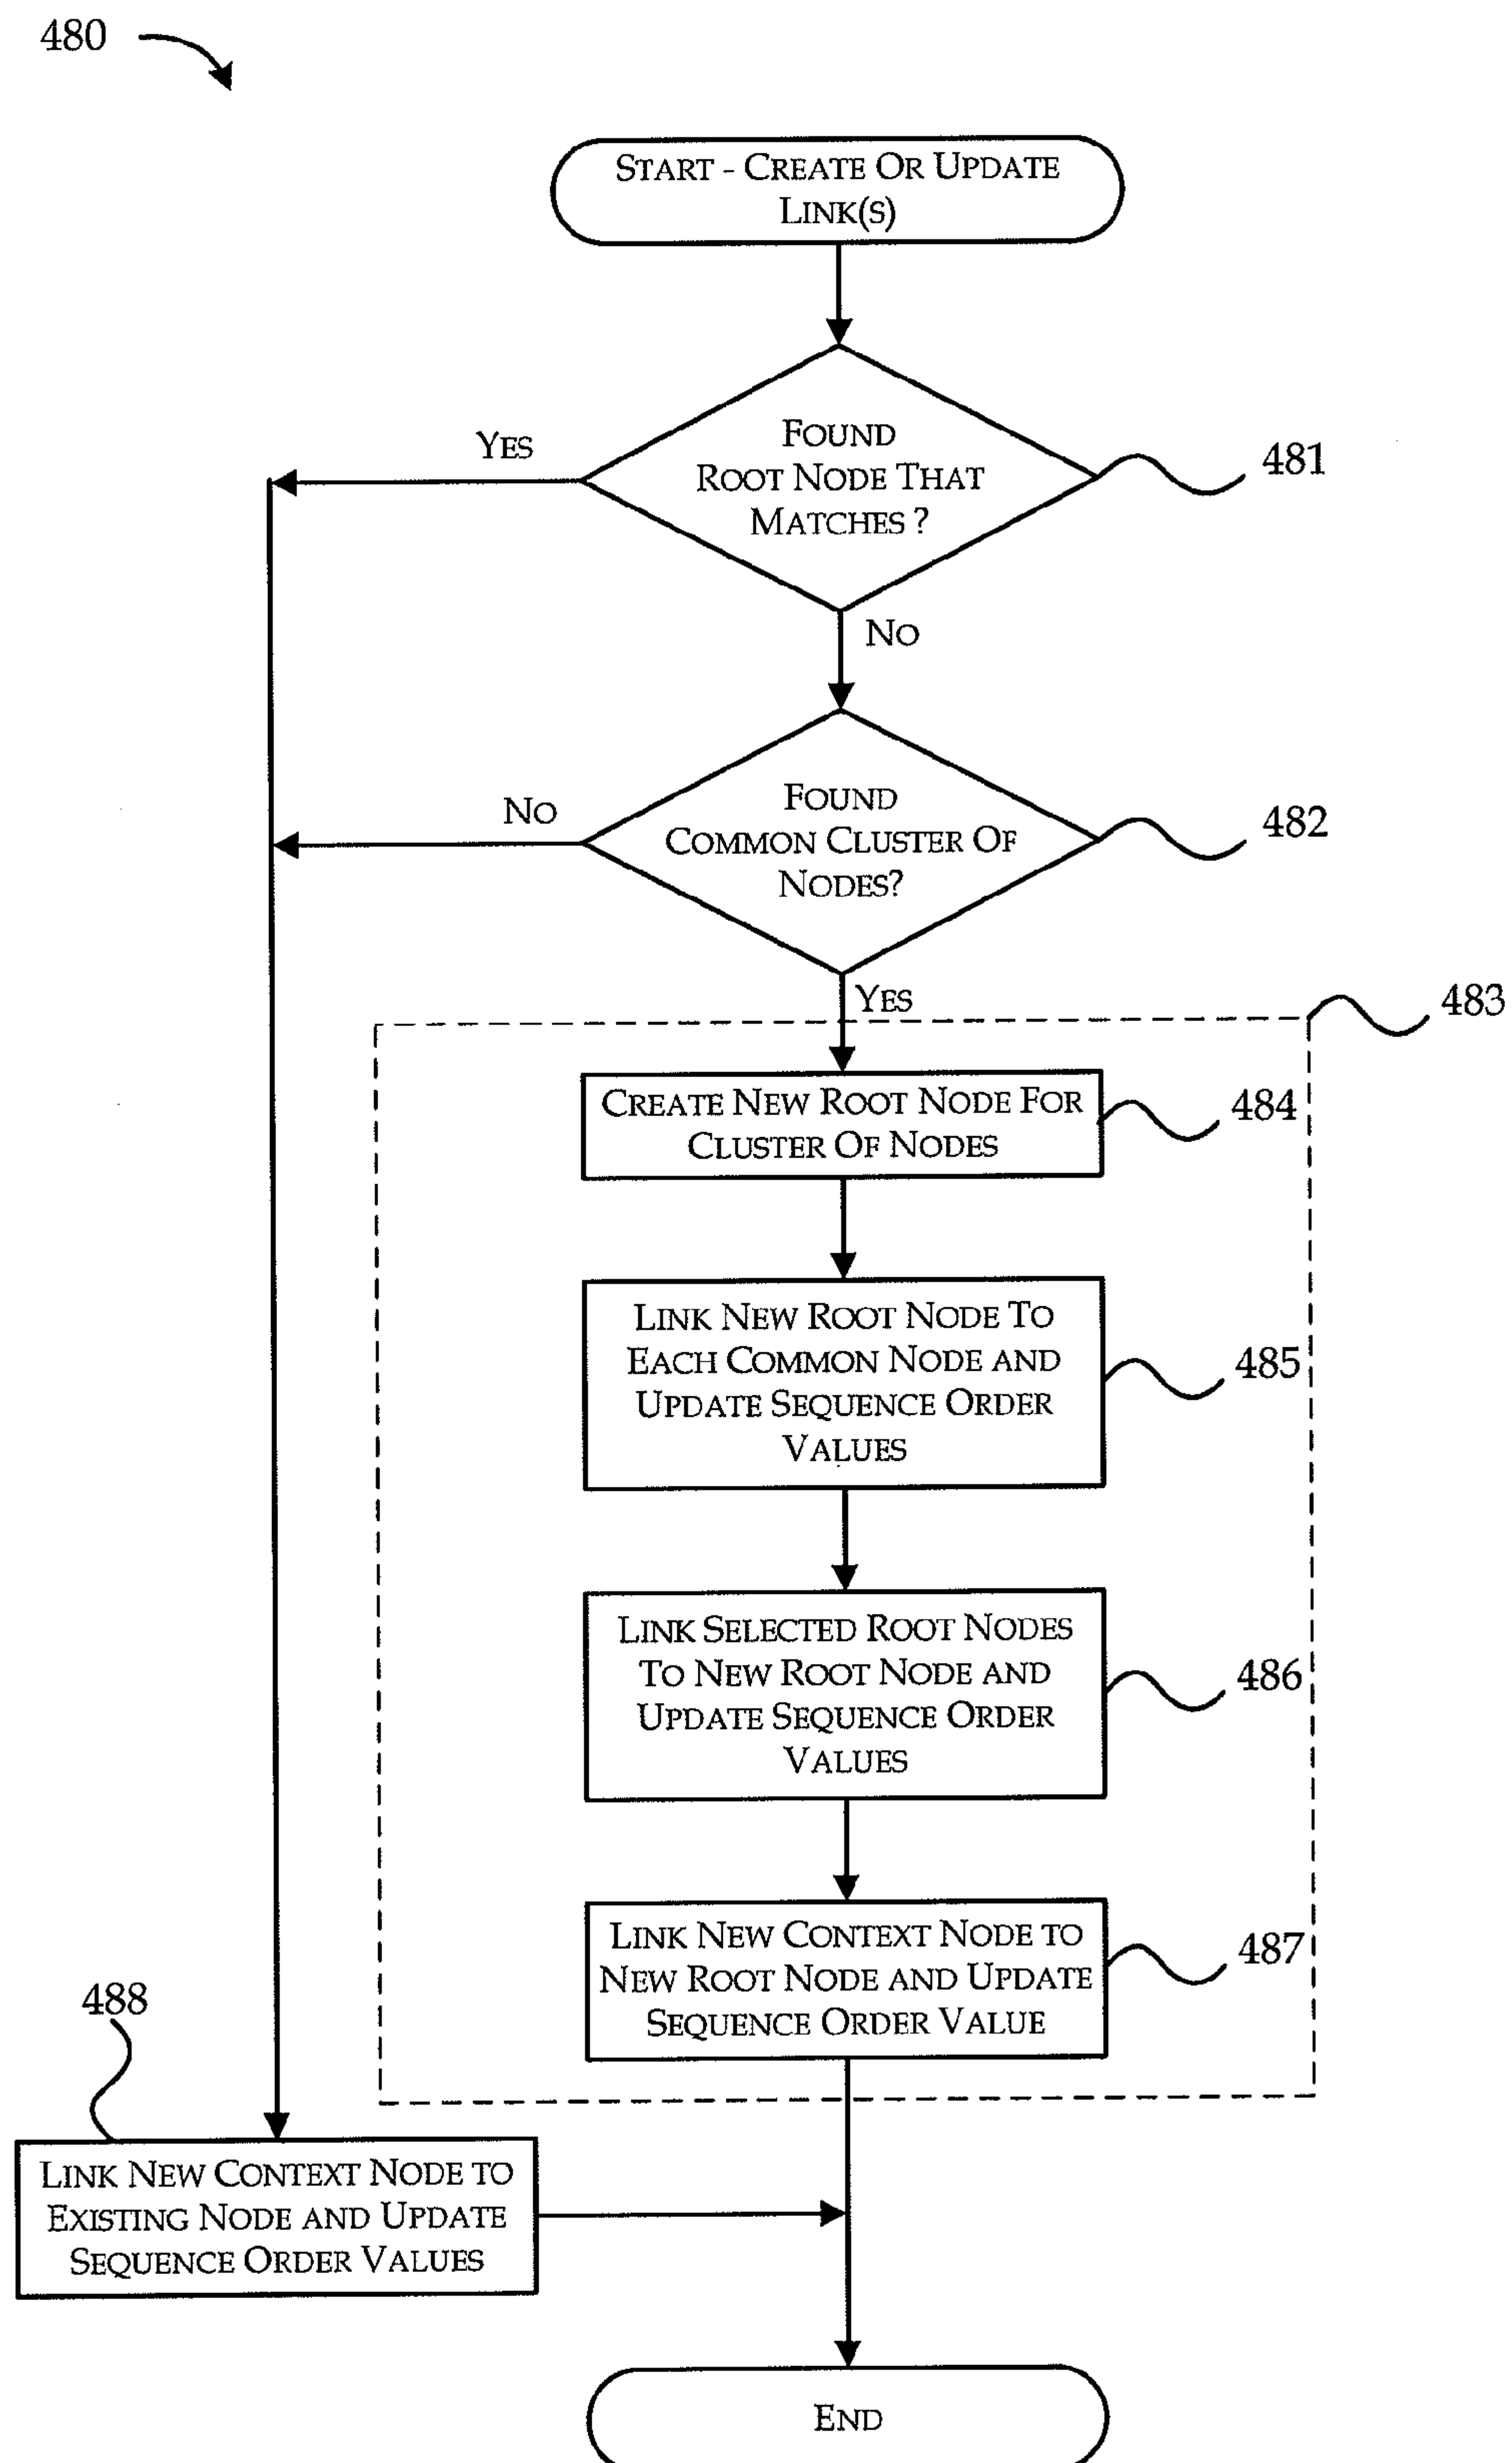 480
START - CREATE OR UPDATE
LINK(S)
FOUND
ROOT NODE THAT
MATCHES ?
YES
481
NO
FOUND
COMMON CLUSTER OF
NODES?
NO
482
YES
483
CREATE NEW ROOT NODE FOR
CLUSTER OF NODES
484
LINK NEW ROOT NODE TO
EACH COMMON NODE AND
UPDATE SEQUENCE ORDER
VALUES
485
LINK SELECTED ROOT NODES
TO NEW ROOT NODE AND
UPDATE SEQUENCE ORDER
VALUES
486
LINK NEW CONTEXT NODE TO
NEW ROOT NODE AND UPDATE
SEQUENCE ORDER VALUE
487
488
LINK NEW CONTEXT NODE TO
EXISTING NODE AND UPDATE
SEQUENCE ORDER VALUES
END